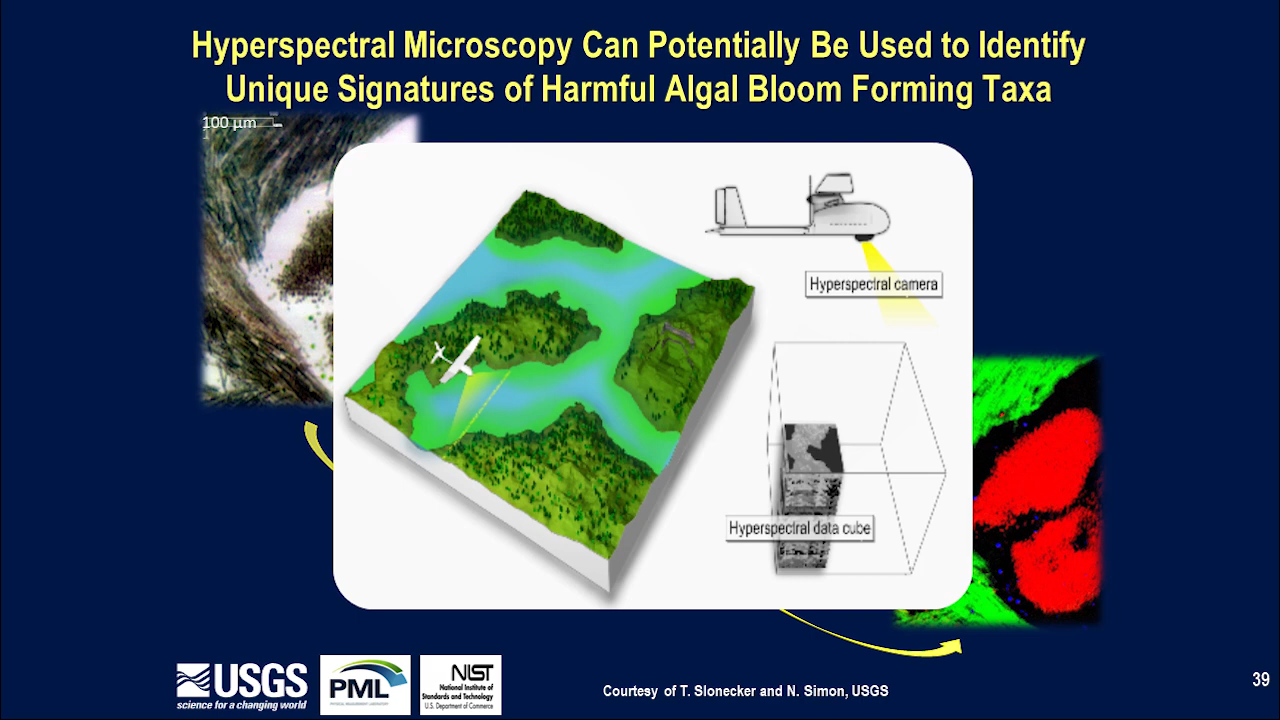 Hyperspectral Microscopy Can Potentially Be Used to Identify
Unique Signatures of Harmful Algal Bloom Forming Taxa
100 µm
Hyperspectral camera
Hyperspectral data cube
USGS
science for a changing world
PML
PHYSICAL MEASUREMENT LABORATORY
NIST
National Institute of
Standards and Technology
U.S. Department of Commerce
Courtesy of T. Slonecker and N. Simon, USGS
39